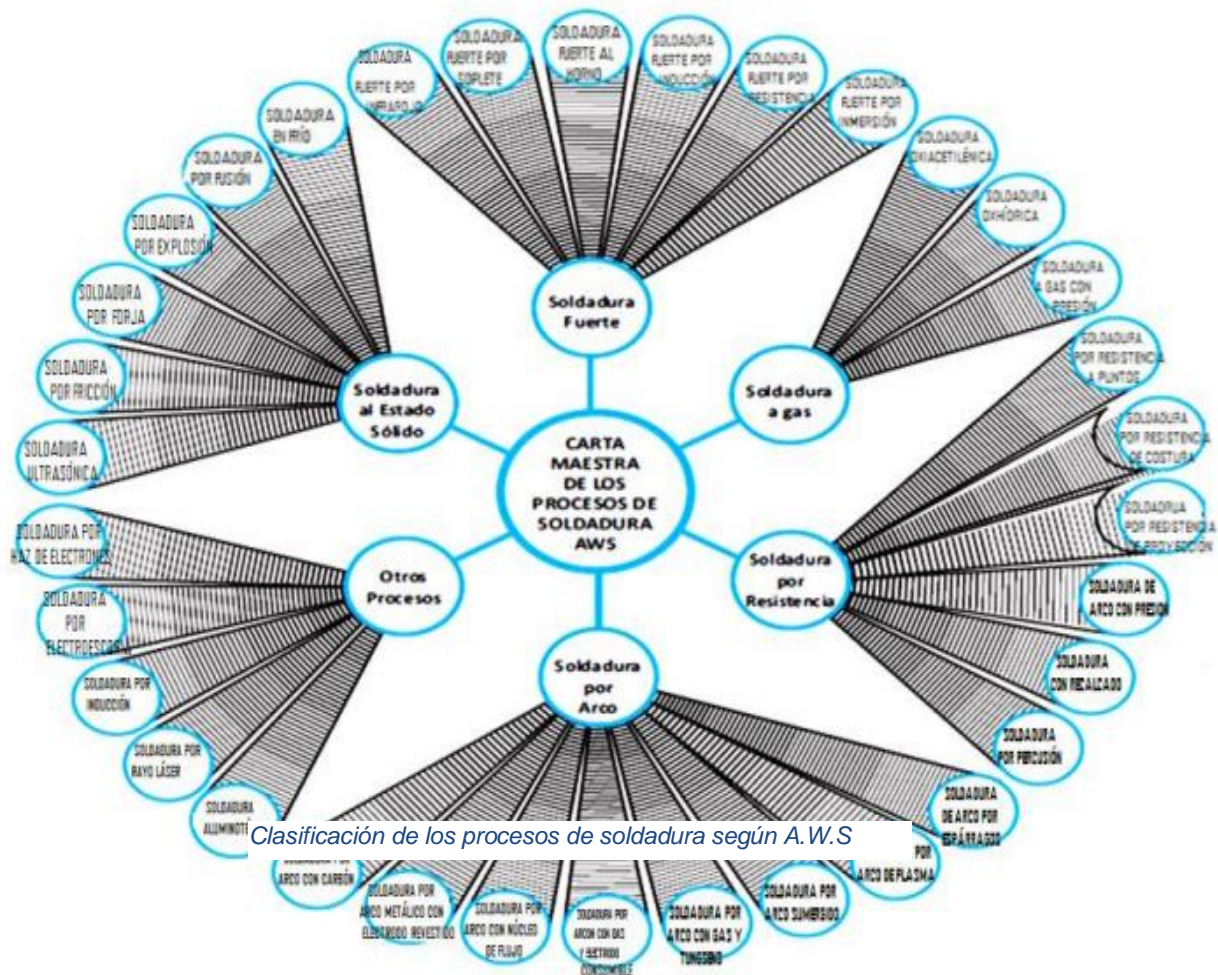 CARTA
MAESTRA
DE LOS
PROCESOS DE
SOLDADURA
AWS
Soldadura
Fuerte
SOLDADURA
FUERTE POR
INFRAROJO
SOLDADURA
FUERTE POR
SOPLETE
SOLDADURA
FUERTE AL
HORNO
SOLDADURA
FUERTE POR
INDUCCIÓN
SOLDADURA
FUERTE POR
RESISTENCIA
SOLDADURA
FUERTE POR
INMERSIÓN
Soldadura
a gas
SOLDADURA
OXIACETILÉNICA
SOLDADURA
OXHÍDRICA
SOLDADURA
A GAS CON
PRESIÓN
Soldadura
por
Resistencia
SOLDADURA
POR RESISTENCIA
A PUNTOS
SOLDADURA
POR RESISTENCIA
DE COSTURA
SOLDADRUA
POR RESISTENCIA
DE PROYECCIÓN
SOLDADURA DE
ARCO CON PRESION
SOLDADURA
CON RECALCADO
SOLDADURA
POR PERCUSIÓN
Soldadura
por
Arco
SOLDADURA
DE ARCO POR
ESPÁRRAGOS
POR
ARCO DE PLASMA
SOLDADURA POR
ARCO SUMERGIDO
SOLDADURA POR
ARCO CON GAS Y
TUNGSENO
SOLDADURA POR
ARCON CON GAS
Y ELECTRODO
CONSUMIBLE
SOLDADURA POR
ARCO CON NÚCLEO
DE FLUJO
SOLDADURA POR
ARCO METÁLICO CON
ELECTRODO REVESTIDO
SOLDADURA POR
ARCO CON CARBÓN
Otros
Procesos
SOLDADURA
SOLDADURA POR
RAYO LÁSER
SOLDADURA POR
INDUCCIÓN
SOLDADURA
POR
ELECTROESCORIA
SOLDADURA POR
HAZ DE ELECTRONES
Soldadura
al Estado
Sólido
SOLDADURA
ULTRASÓNICA
SOLDADURA
POR FRICCIÓN
SOLDADURA
POR FORJA
SOLDADURA
POR EXPLOSIÓN
SOLDADURA
POR FUSIÓN
SOLDADURA
EN FRÍO
Clasificación de los procesos de soldadura según A.W.S